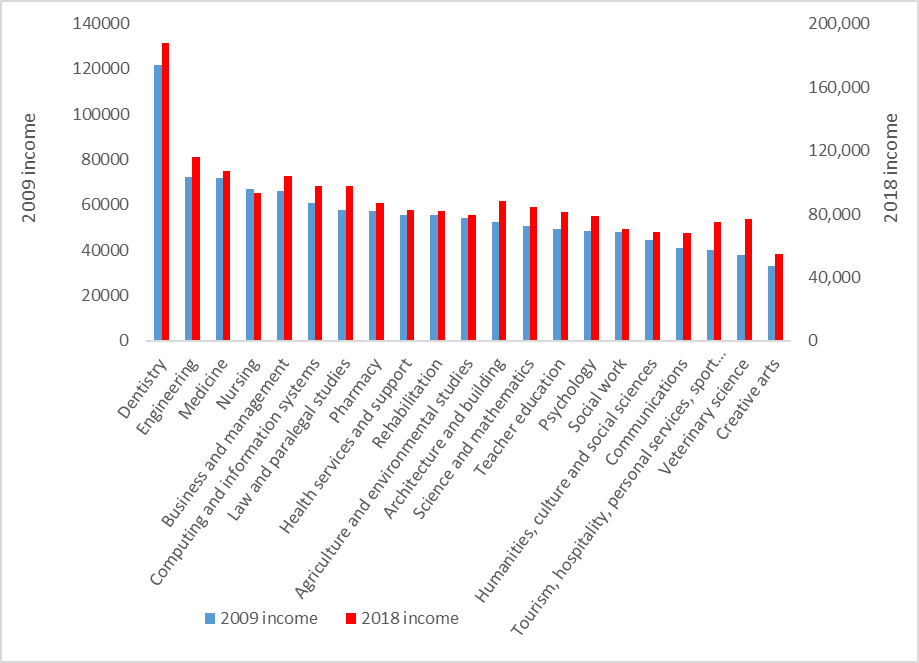 140000
120000
100000
80000
60000
40000
20000
0
2009 income
200,000
160,000
120,000
80,000
40,000
0
2018 income
Dentistry
Engineering
Medicine
Nursing
Business and management
Computing and information systems
Law and paralegal studies
Pharmacy
Health services and support
Rehabilitation
Agriculture and environmental studies
Architecture and building
Science and mathematics
Teacher education
Psychology
Social work
Humanities, culture and social sciences
Communications
Tourism, hospitality, personal services, sport...
Veterinary science
Creative arts
2009 income
2018 income